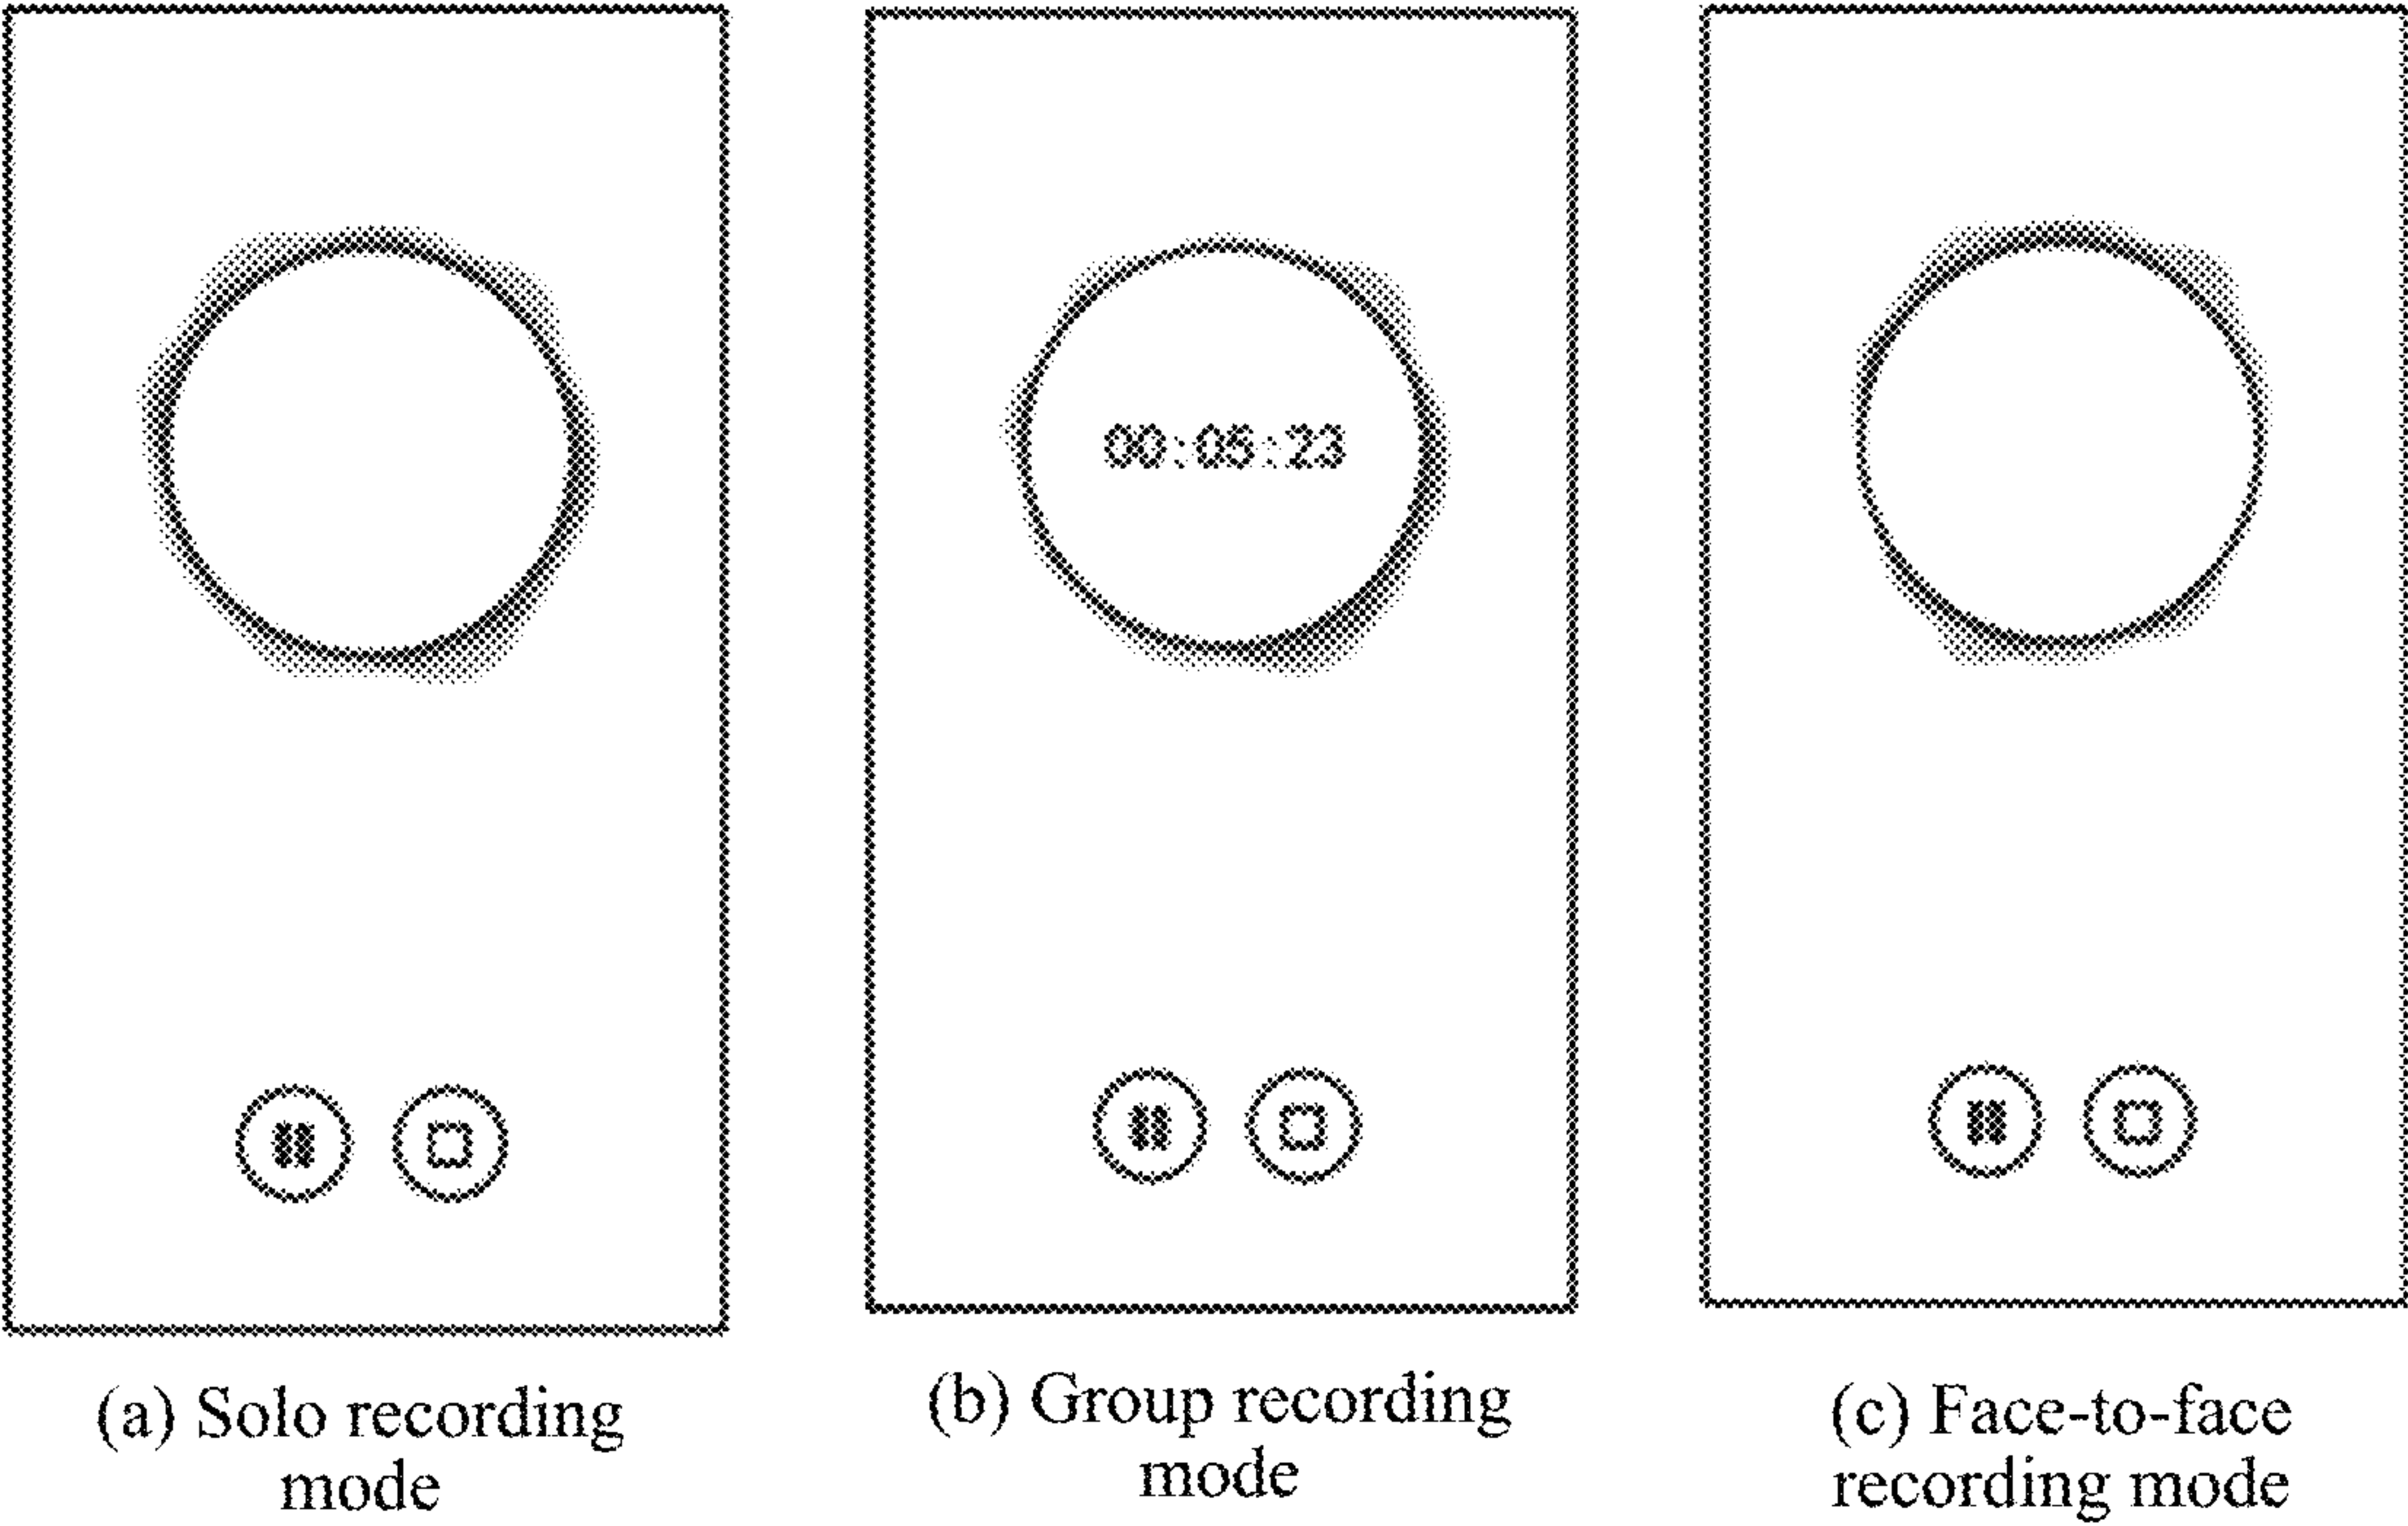 00:05:23
(a) Solo recording
mode
(b) Group recording
mode
(c) Face-to-face
recording mode